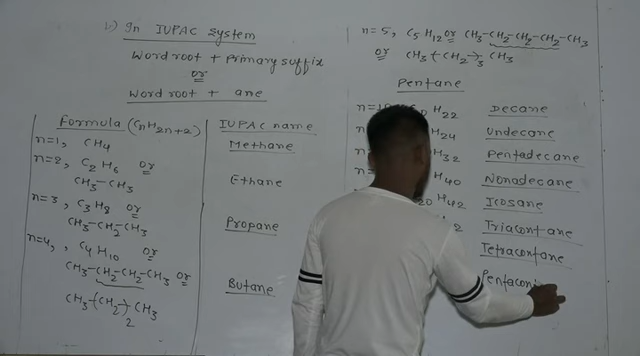 b) In IUPAC System
Word root + primary suffix
or
Word root + ane
Formula (CnH2n+2) IUPAC name
n=1, CH4 Methane
n=2, C2H6 or
CH3-CH3 Ethane
n=3, C3H8 or
CH3-CH2-CH3 Propane
n=4, C4H10 or
CH3-CH2-CH2-CH3 or
CH3-(CH2)2-CH3 Butane
n=5, C5H12 or CH3-CH2-CH2-CH2-CH3
or CH3-(CH2)3-CH3
Pentane
H22 Decane
H24 Undecane
H32 Pentadecane
H40 Nonadecane
H42 Icosane
Triacontane
Tetracontane
Pentacon